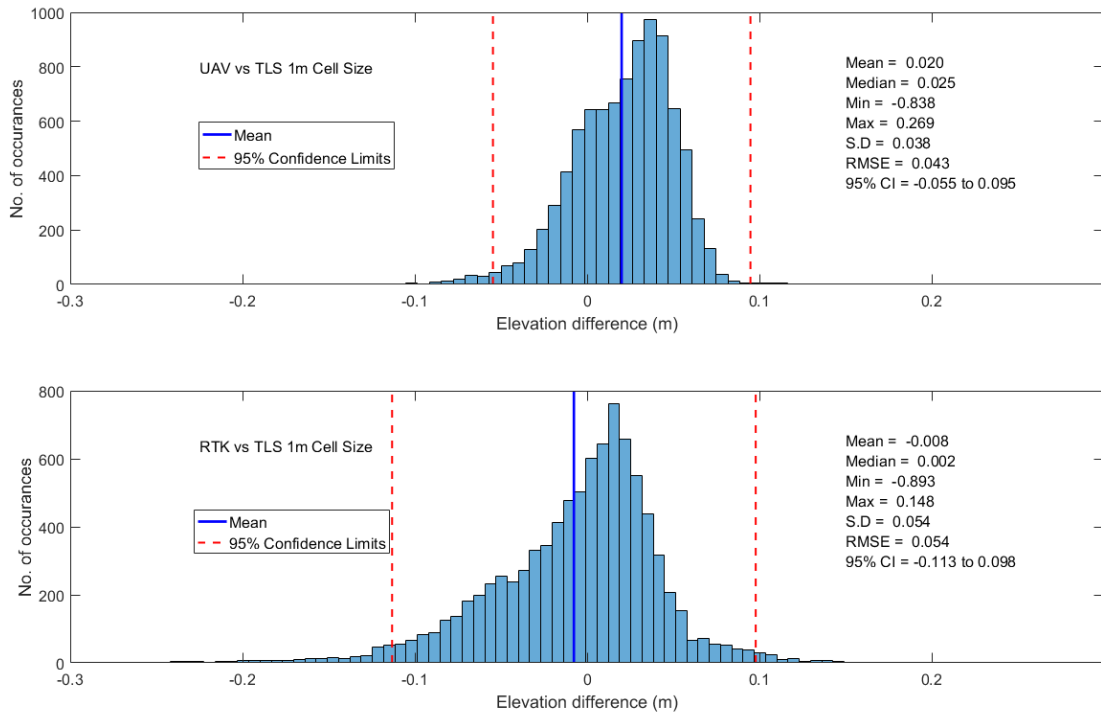 1000
800
600
400
200
0
No. of occurances
UAV vs TLS 1m Cell Size
Mean
95% Confidence Limits
Mean = 0.020
Median = 0.025
Min = -0.838
Max = 0.269
S.D = 0.038
RMSE = 0.043
95% CI = -0.055 to 0.095
-0.3 -0.2 -0.1 0 0.1 0.2
Elevation difference (m)
800
600
400
200
0
No. of occurances
RTK vs TLS 1m Cell Size
Mean
95% Confidence Limits
Mean = -0.008
Median = 0.002
Min = -0.893
Max = 0.148
S.D = 0.054
RMSE = 0.054
95% CI = -0.113 to 0.098
-0.3 -0.2 -0.1 0 0.1 0.2
Elevation difference (m)